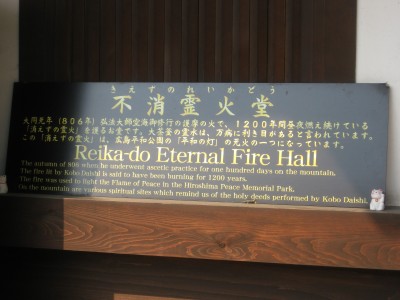 きえずのれいかどう
不消霊火堂
大同元年(806年)弘法大師空海御修行の護摩の火で、1200年間昼夜燃え続けている
「消えずの霊火」を護るお堂です。大茶釜の霊水は、万病に利き目があると言われています。
この「消えずの霊火」は、広島平和公園の「平和の灯」の元火の一つになっています。
Reika-do Eternal Fire Hall
The autumn of 806 when he underwent ascetic practice for one hundred days on the mountain.
The fire lit by Kobo Daishi is said to have been burning for 1200 years.
The fire was used to light the Flame of Peace in the Hiroshima Peace Memorial Park.
On the mountain are various spiritual sites which remind us of the holy deeds performed by Kobo Daishi.